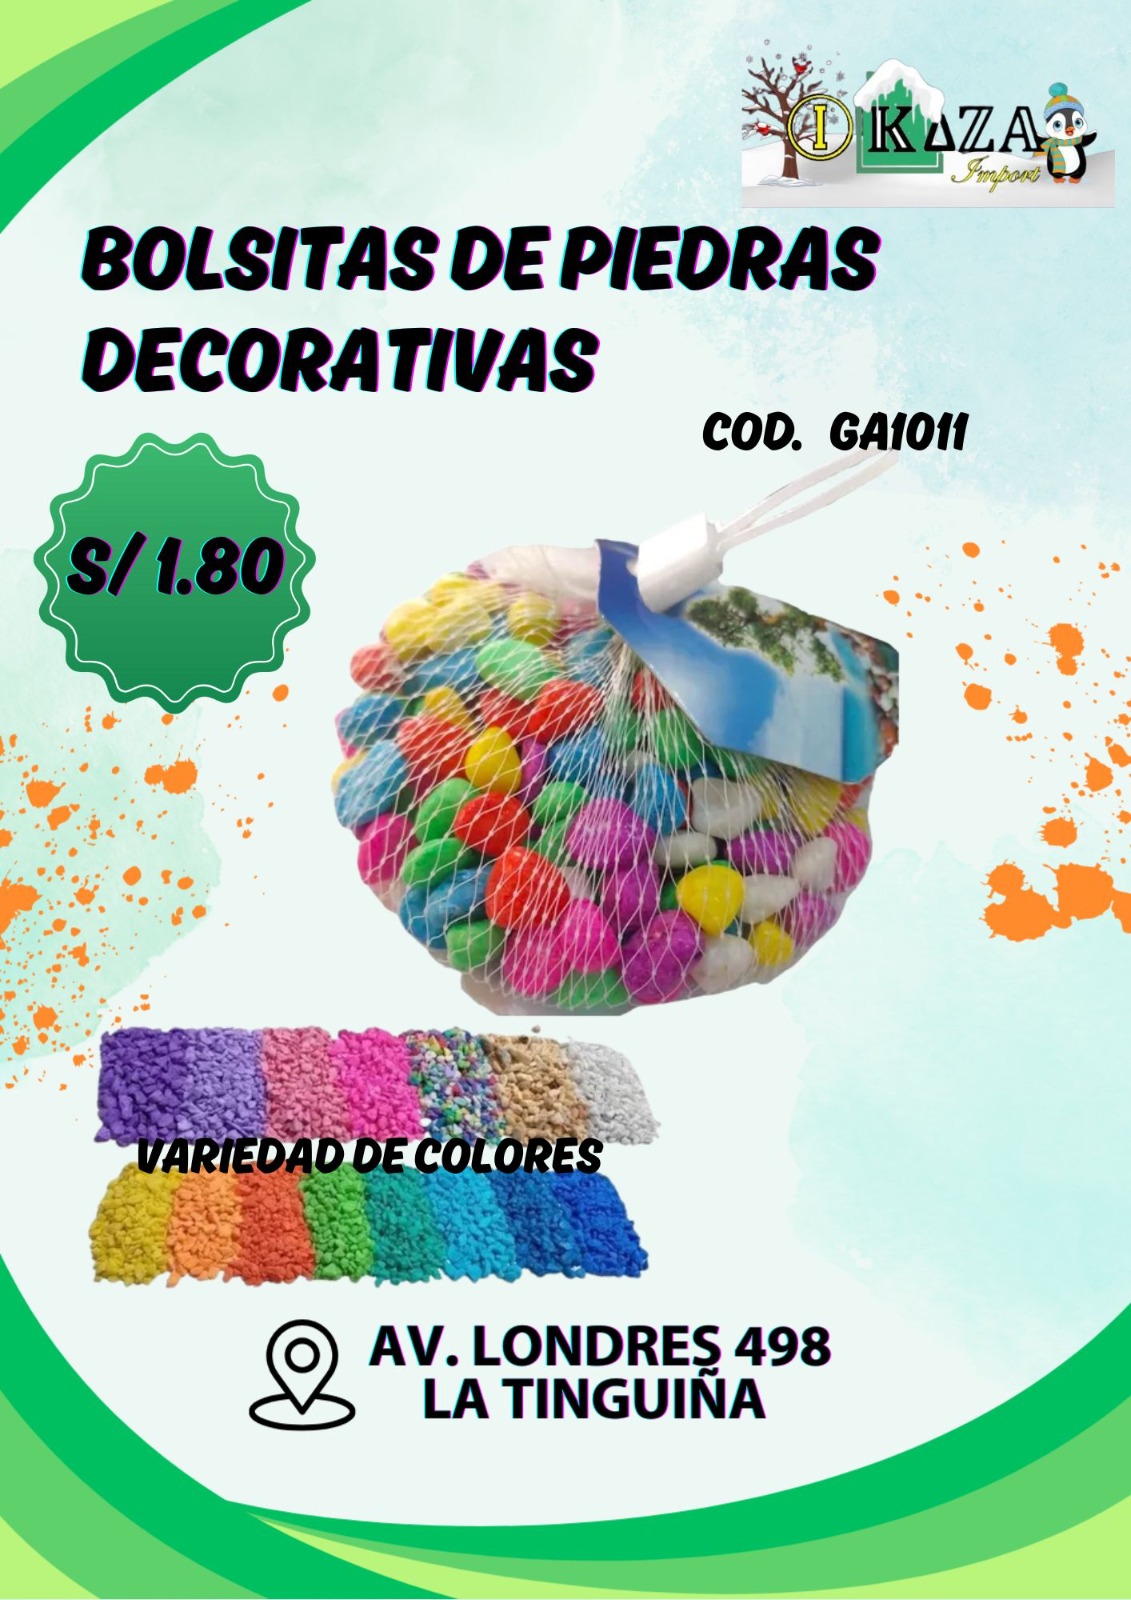 I KAZA
Import
BOLSITAS DE PIEDRAS
DECORATIVAS
COD. GA1011
S/ 1.80
VARIEDAD DE COLORES
AV. LONDRES 498
LA TINGUIÑA